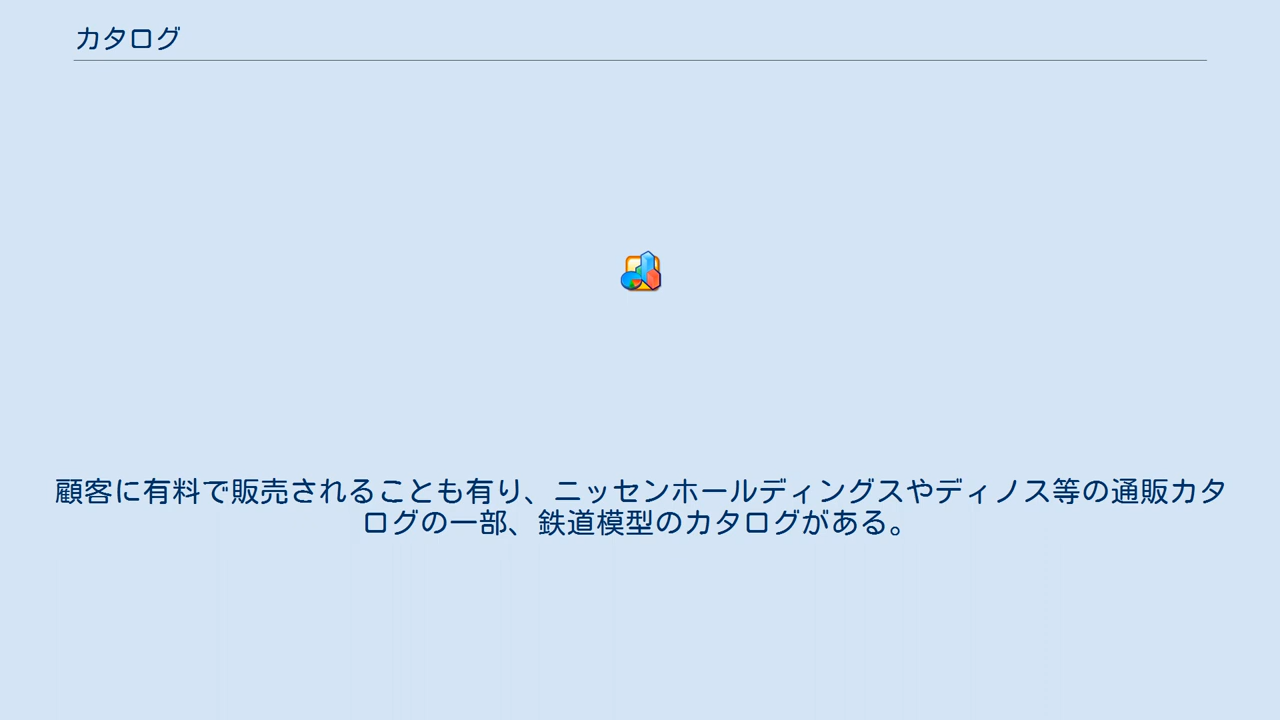 カタログ
顧客に有料で販売されることも有り、ニッセンホールディングスやディノス等の通販カタ
ログの一部、鉄道模型のカタログがある。